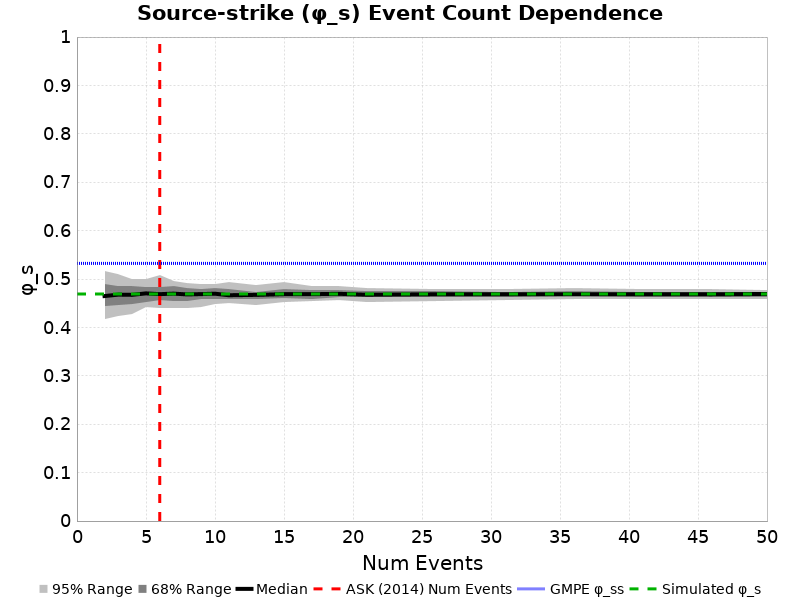 Source-strike (φ_s) Event Count Dependence
1
0.9
0.8
0.7
0.6
0.5
0.4
0.3
0.2
0.1
0
φ_s
0 5 10 15 20 25 30 35 40 45 50
Num Events
95% Range 68% Range Median ASK (2014) Num Events GMPE φ_ss Simulated φ_s